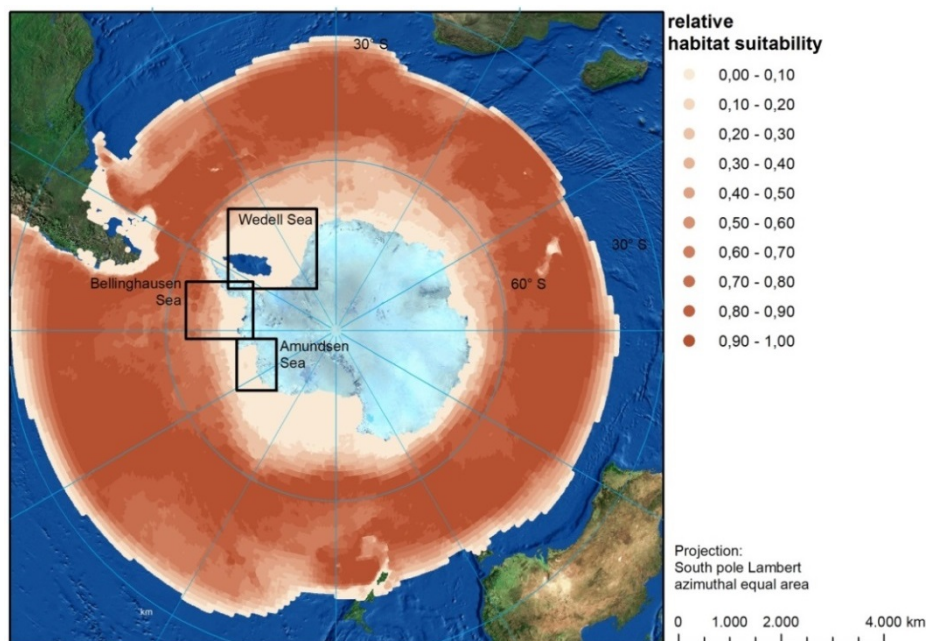 relative
habitat suitability
0,00 - 0,10
0,10 - 0,20
0,20 - 0,30
0,30 - 0,40
0,40 - 0,50
0,50 - 0,60
0,60 - 0,70
0,70 - 0,80
0,80 - 0,90
0,90 - 1,00
30° S
Wedell Sea
30° S
60° S
Bellinghausen
Sea
Amundsen
Sea
km
Projection:
South pole Lambert
azimuthal equal area
0 1.000 2.000 4.000 km